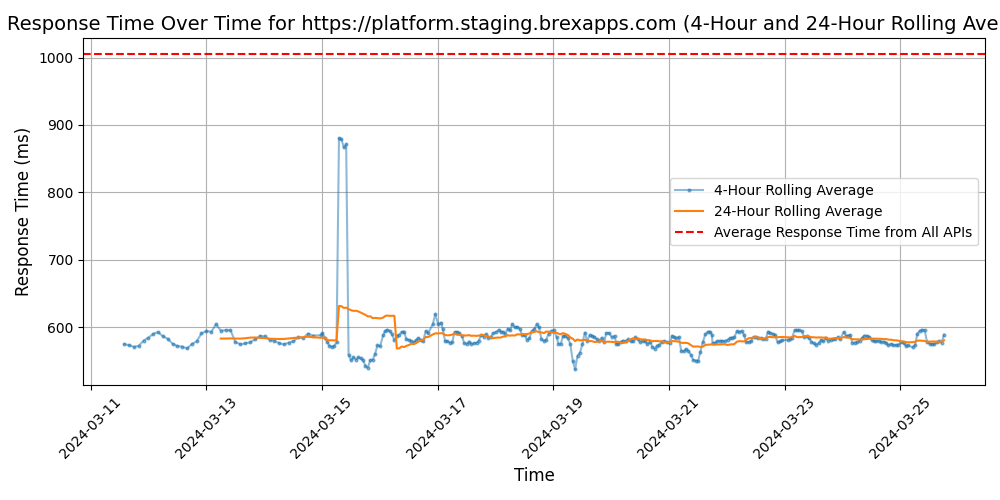 Response Time Over Time for https://platform.staging.brexapps.com (4-Hour and 24-Hour Rolling Ave
Response Time (ms)
1000
900
800
700
600
4-Hour Rolling Average
24-Hour Rolling Average
Average Response Time from All APIs
2024-03-11
2024-03-13
2024-03-15
2024-03-17
2024-03-19
2024-03-21
2024-03-23
2024-03-25
Time